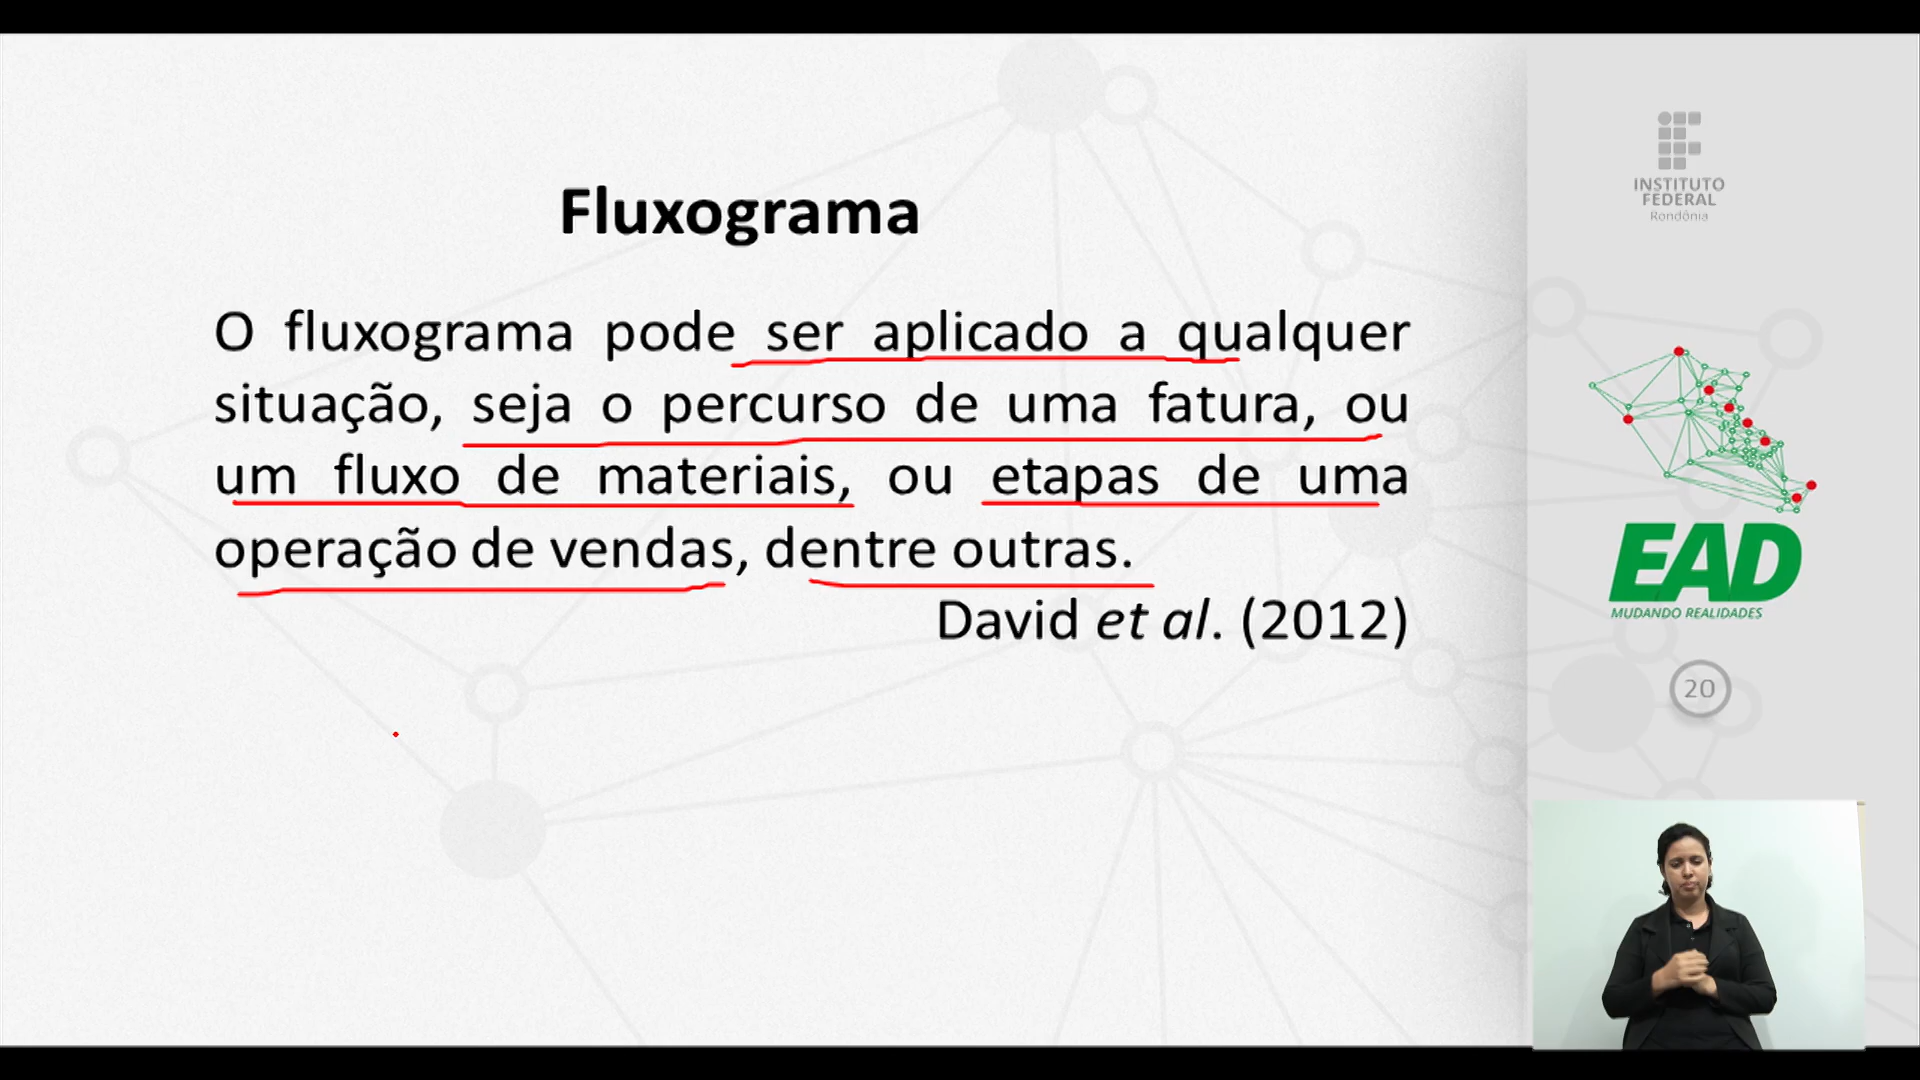 Fluxograma
O fluxograma pode ser aplicado a qualquer
situação, seja o percurso de uma fatura, ou
um fluxo de materiais, ou etapas de uma
operação de vendas, dentre outras.
David et al. (2012)
INSTITUTO
FEDERAL
Rondônia
EAD
MUDANDO REALIDADES
20